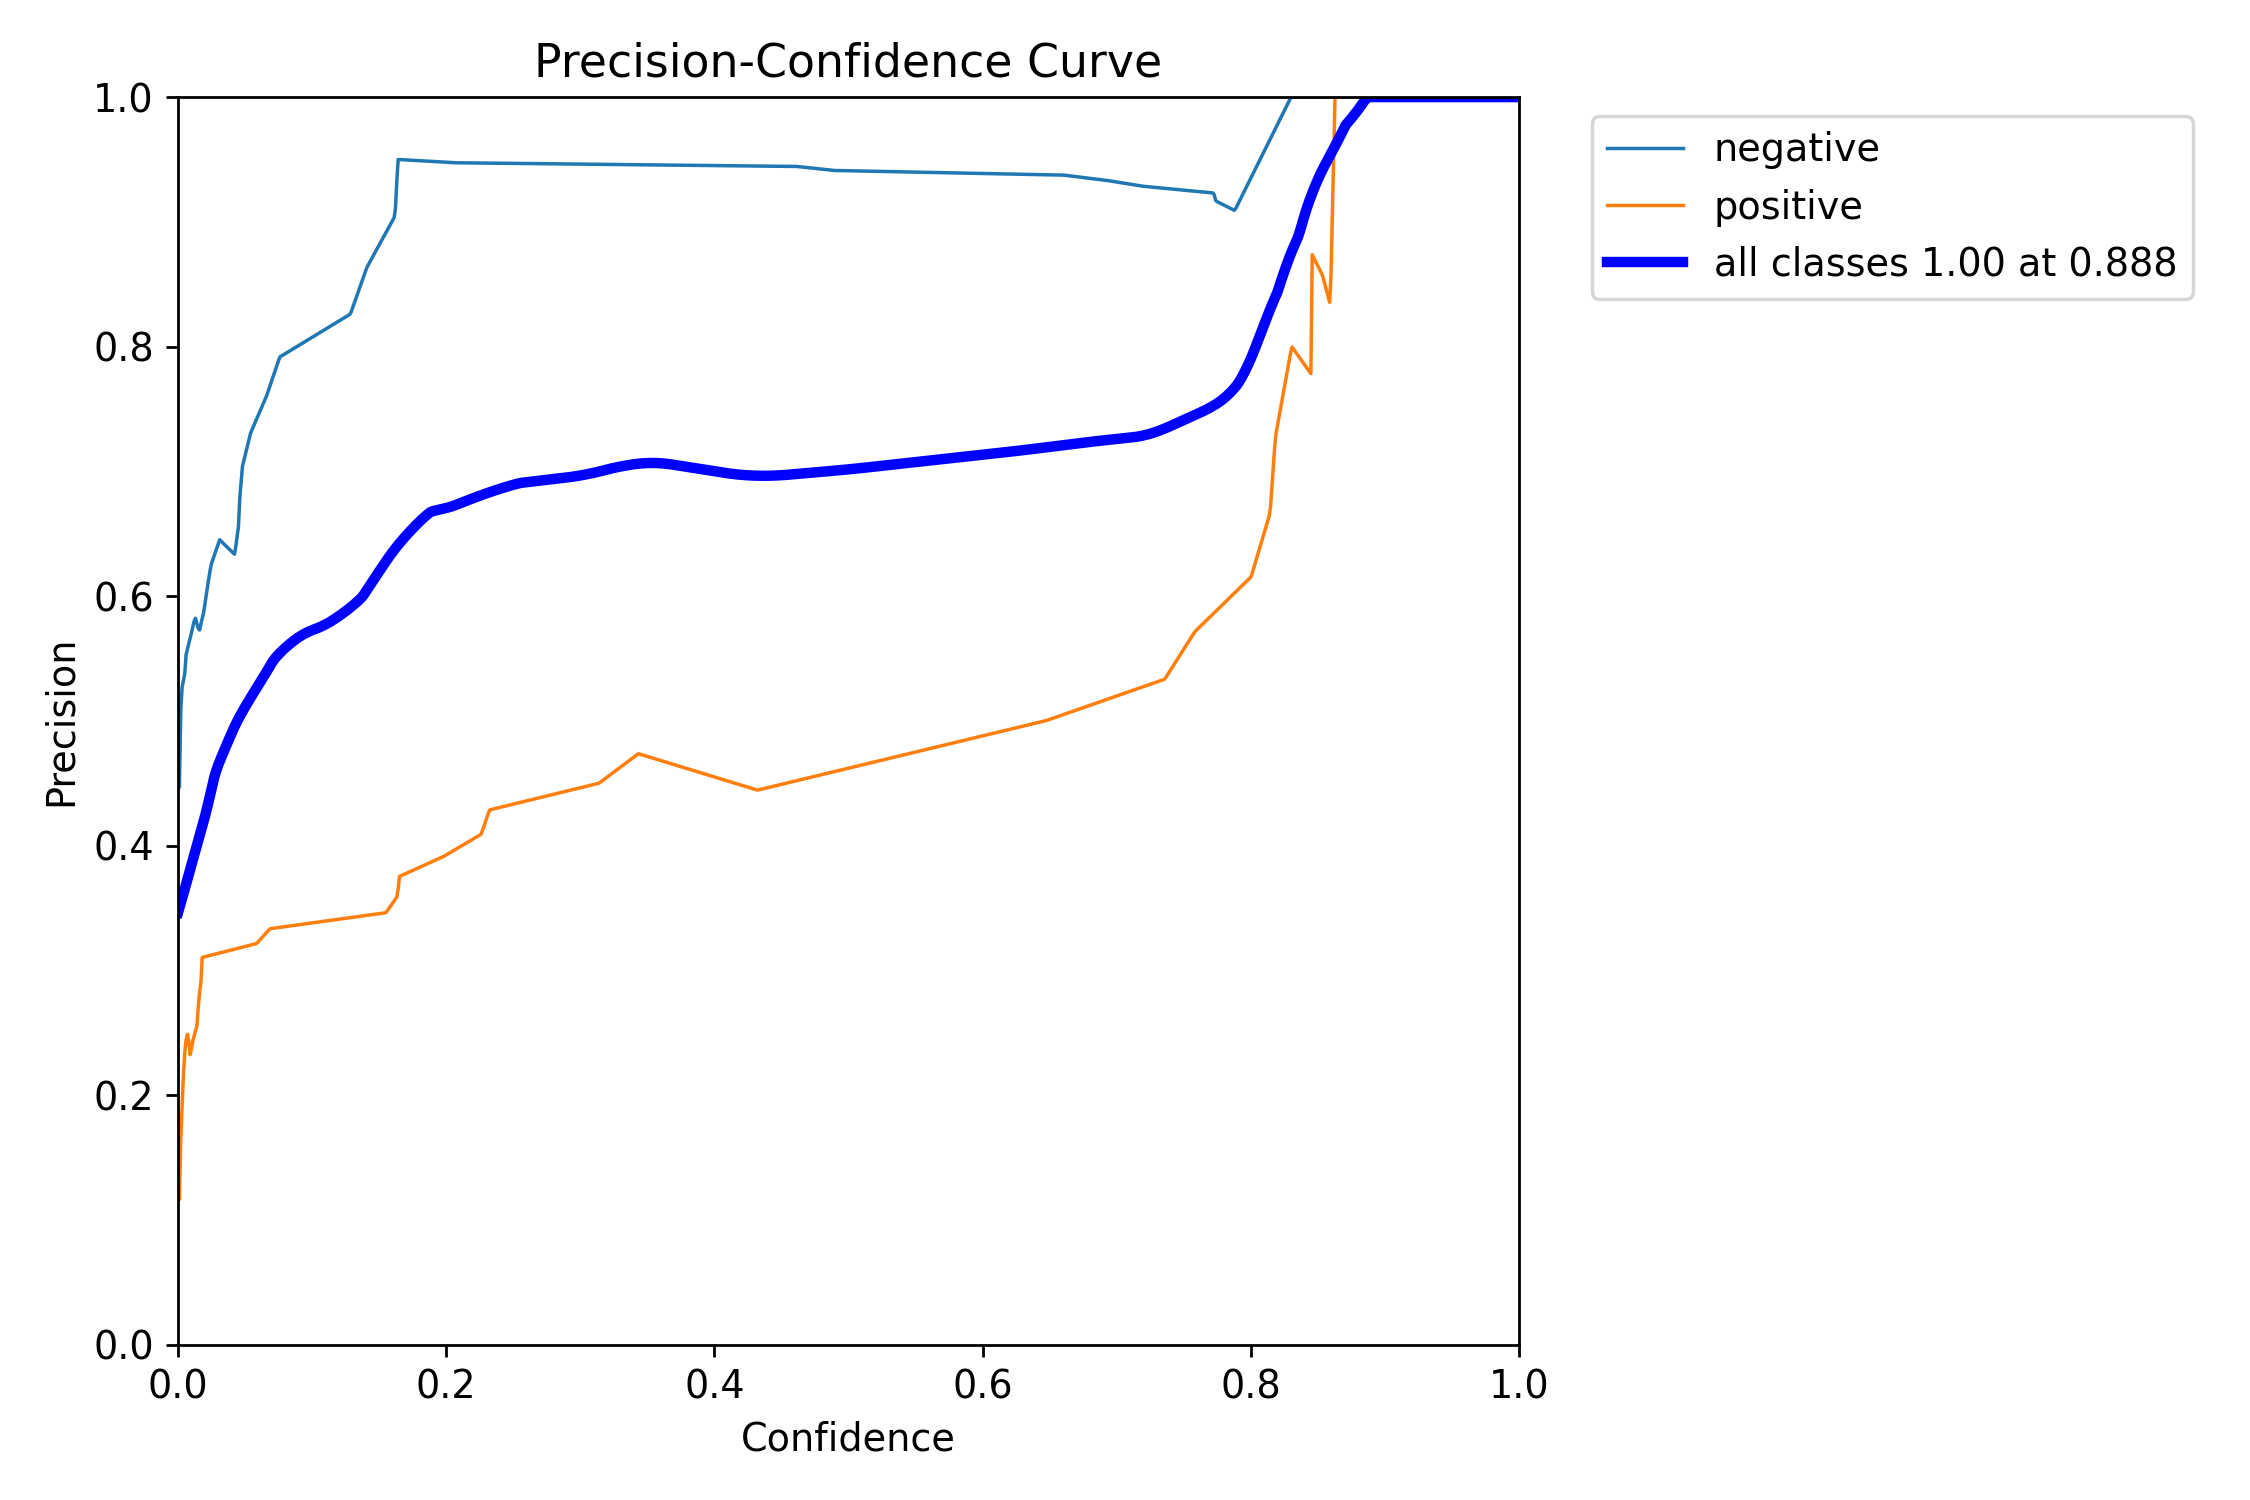 Precision-Confidence Curve
1.0
0.8
0.6
0.4
0.2
0.0
Precision
0.0 0.2 0.4 0.6 0.8 1.0
Confidence
negative
positive
all classes 1.00 at 0.888